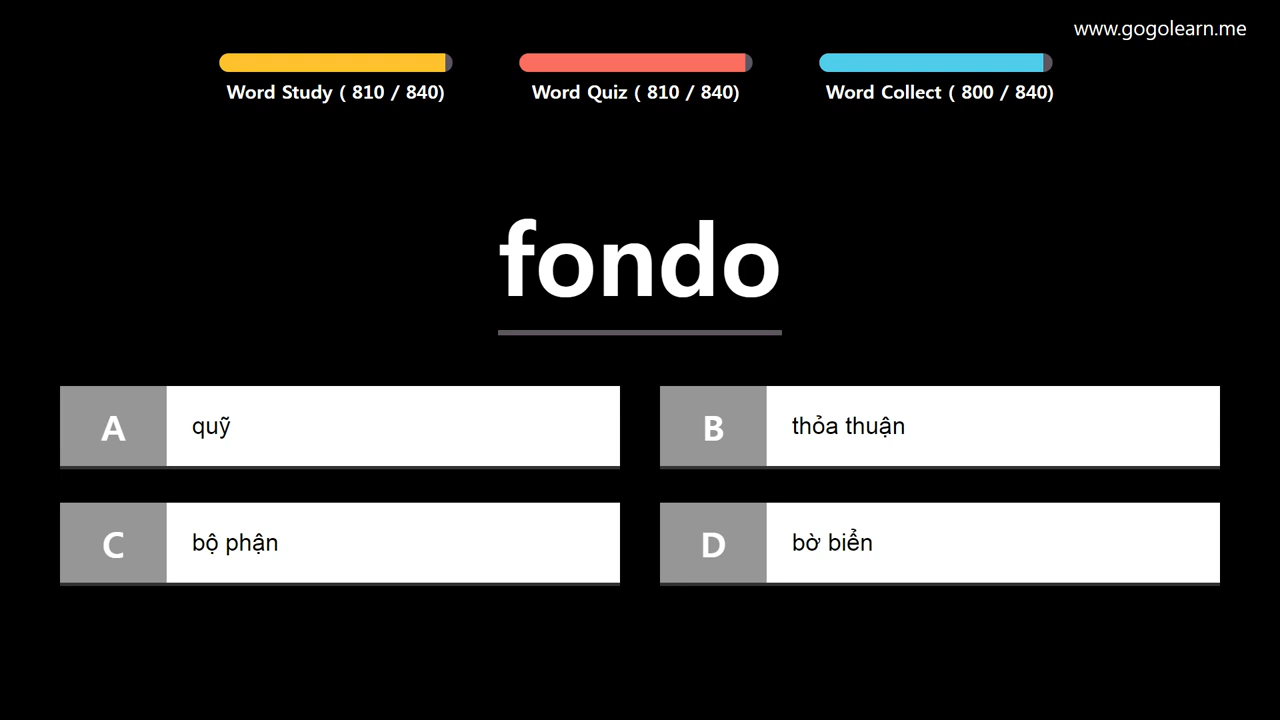 www.gogolearn.me
Word Study ( 810 / 840)
Word Quiz ( 810 / 840)
Word Collect ( 800 / 840)
fondo
A quỹ
B thỏa thuận
C bộ phận
D bờ biển